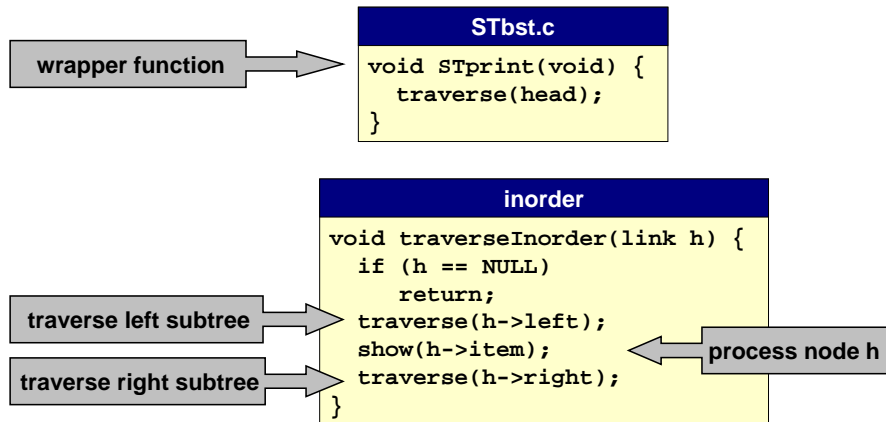 STbst.c
wrapper function
void STprint(void) {
traverse(head);
}
inorder
void traverseInorder(link h) {
if (h == NULL)
return;
traverse left subtree
traverse(h->left);
show(h->item);
process node h
traverse right subtree
traverse(h->right);
}